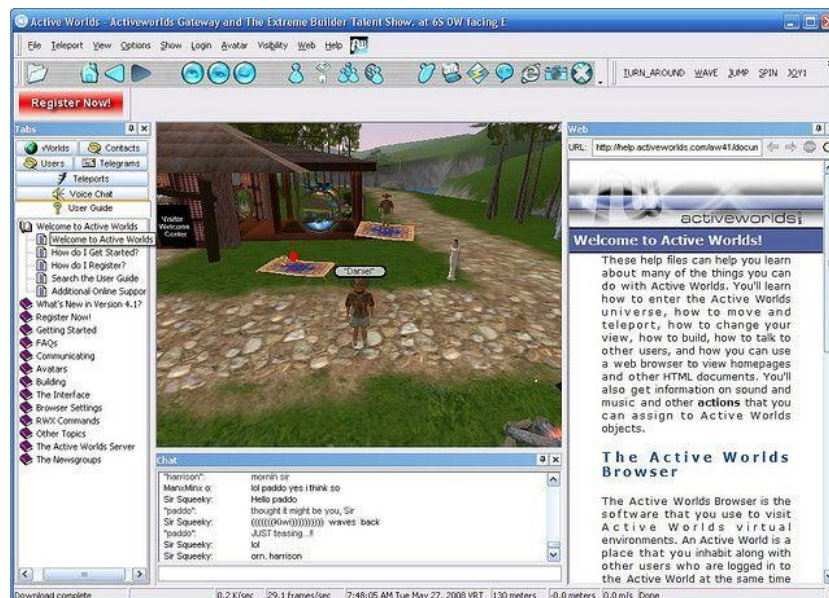 Active Worlds - Activeworlds Gateway and The Extreme Builder Talent Show, at 6S 0W facing E
File Teleport View Options Show Login Avatar Visibility Web Help
TURN_AROUND WAVE JUMP SPIN JOY1
Register Now!
Tabs
Worlds Contacts
Users Telegrams
Teleports
Voice Chat
User Guide
Welcome to Active Worlds
Welcome to Active Worlds
How do I Get Started?
How do I Register?
Search the User Guide
Additional Online Suppor
What's New in Version 4.1?
Register Now!
Getting Started
FAQs
Communicating
Avatars
Building
The Interface
Browser Settings
RWX Commands
Other Topics
The Active Worlds Server
The Newsgroups
Visitor
Welcome
Center
"Daniel"
Chat
"harrison": mornin sir
ManxMinx o: lol paddo yes i think so
Sir Squeeky: Hello paddo
"paddo": thought it might be you, Sir
Sir Squeeky: (((((((Kiwi))))))))))) waves back
"paddo": JUST teasing...!!
Sir Squeeky: lol
Sir Squeeky: orn, harrison
Web
URL: http://help.activeworlds.com/aw41/docun
activeworlds
Welcome to Active Worlds!
These help files can help you learn
about many of the things you can
do with Active Worlds. You'll learn
how to enter the Active Worlds
universe, how to move and
teleport, how to change your
view, how to build, how to talk to
other users, and how you can use
a web browser to view homepages
and other HTML documents. You'll
also get information on sound and
music and other actions that you
can assign to Active Worlds
objects.
The Active Worlds
Browser
The Active Worlds Browser is the
software that you use to visit
Active Worlds virtual
environments. An Active World is a
place that you inhabit along with
other users who are logged in to
the Active World at the same time
Download complete 0.2 K/sec 29.1 frames/sec 7:48:05 AM Tue May 27, 2008 VRT 130 meters -0.0 meters 0.0 m/s Done